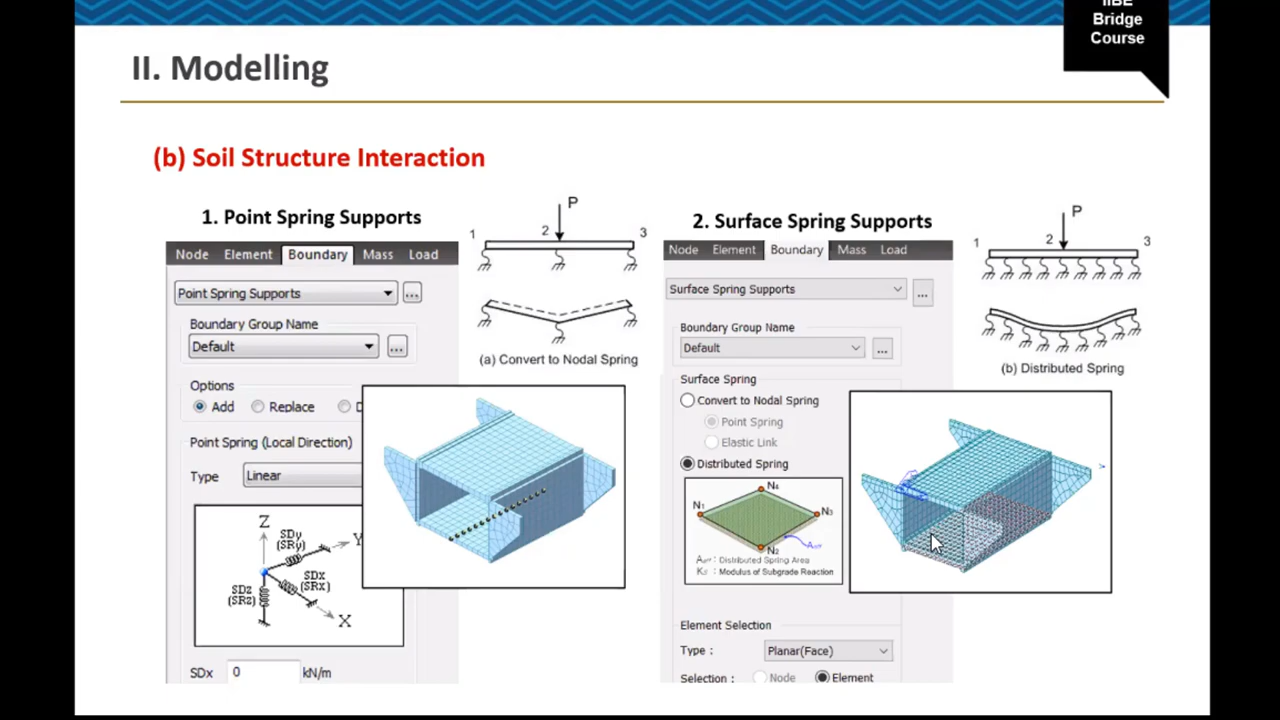 IIBE
Bridge
Course
II. Modelling
(b) Soil Structure Interaction
1. Point Spring Supports
Node Element Boundary Mass Load
Point Spring Supports
...
Boundary Group Name
Default
...
Options
Add Replace
Point Spring (Local Direction)
Type Linear
Z
SDy
(SRy)
Y
SDx
(SRx)
SDz
(SRz)
X
SDx 0 kN/m
P
1 2 3
(a) Convert to Nodal Spring
2. Surface Spring Supports
Node Element Boundary Mass Load
Surface Spring Supports
...
Boundary Group Name
Default
...
Surface Spring
Convert to Nodal Spring
Point Spring
Elastic Link
Distributed Spring
N4
N1
N3
N2
: Distributed Spring Area
: Modulus of Subgrade Reaction
Element Selection
Type : Planar(Face)
Selection : Node Element
P
1 2 3
(b) Distributed Spring